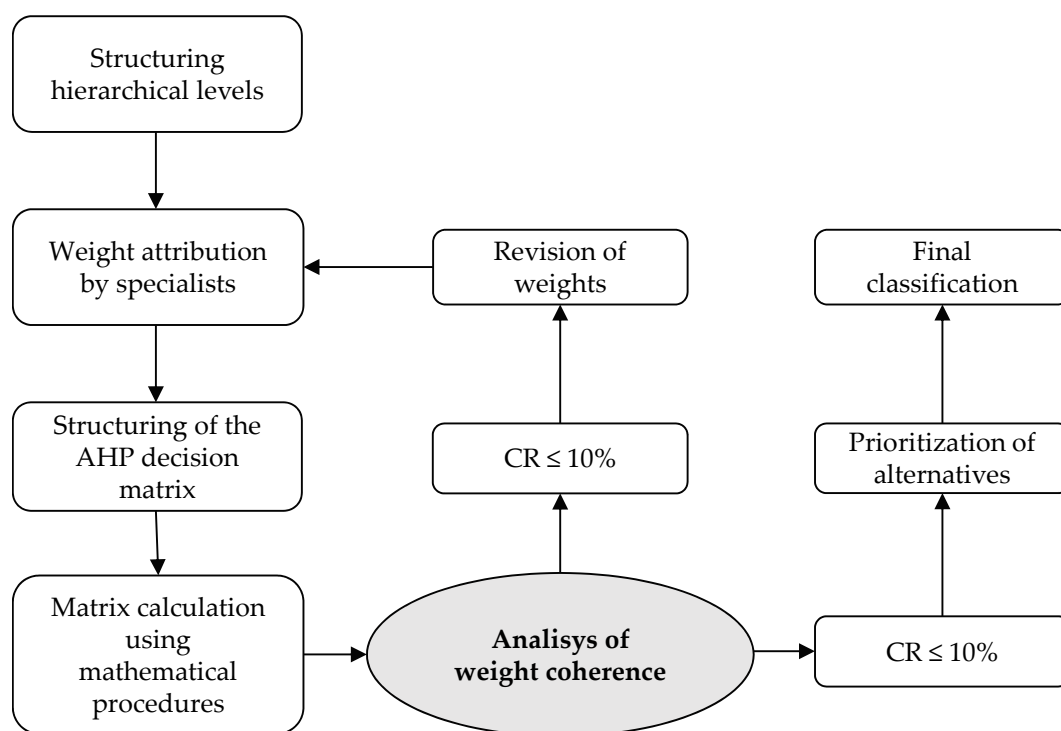 Structuring
hierarchical levels
Weight attribution
by specialists
Revision of
weights
Final
classification
Structuring of the
AHP decision
matrix
CR ≤ 10%
Prioritization of
alternatives
Matrix calculation
using
mathematical
procedures
Analisys of
weight coherence
CR ≤ 10%